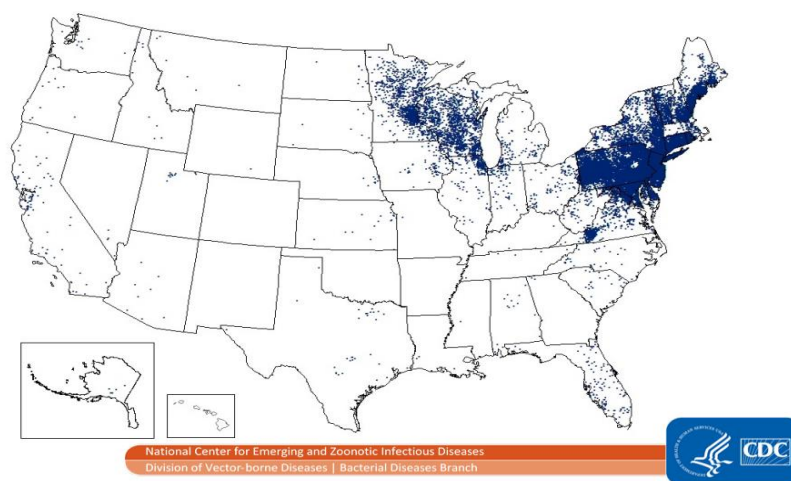 National Center for Emerging and Zoonotic Infectious Diseases
Division of Vector-borne Diseases | Bacterial Diseases Branch
CDC